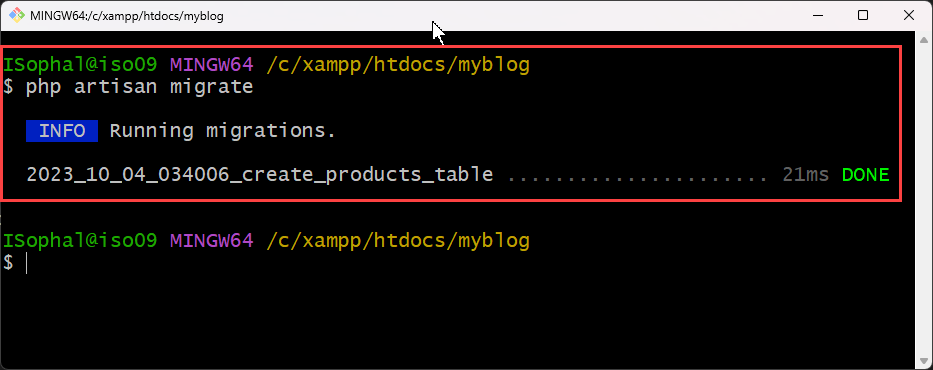 MINGW64:/c/xampp/htdocs/myblog
ISophal@iso09 MINGW64 /c/xampp/htdocs/myblog
$ php artisan migrate
INFO Running migrations.
2023_10_04_034006_create_products_table ...................... 21ms DONE
ISophal@iso09 MINGW64 /c/xampp/htdocs/myblog
$